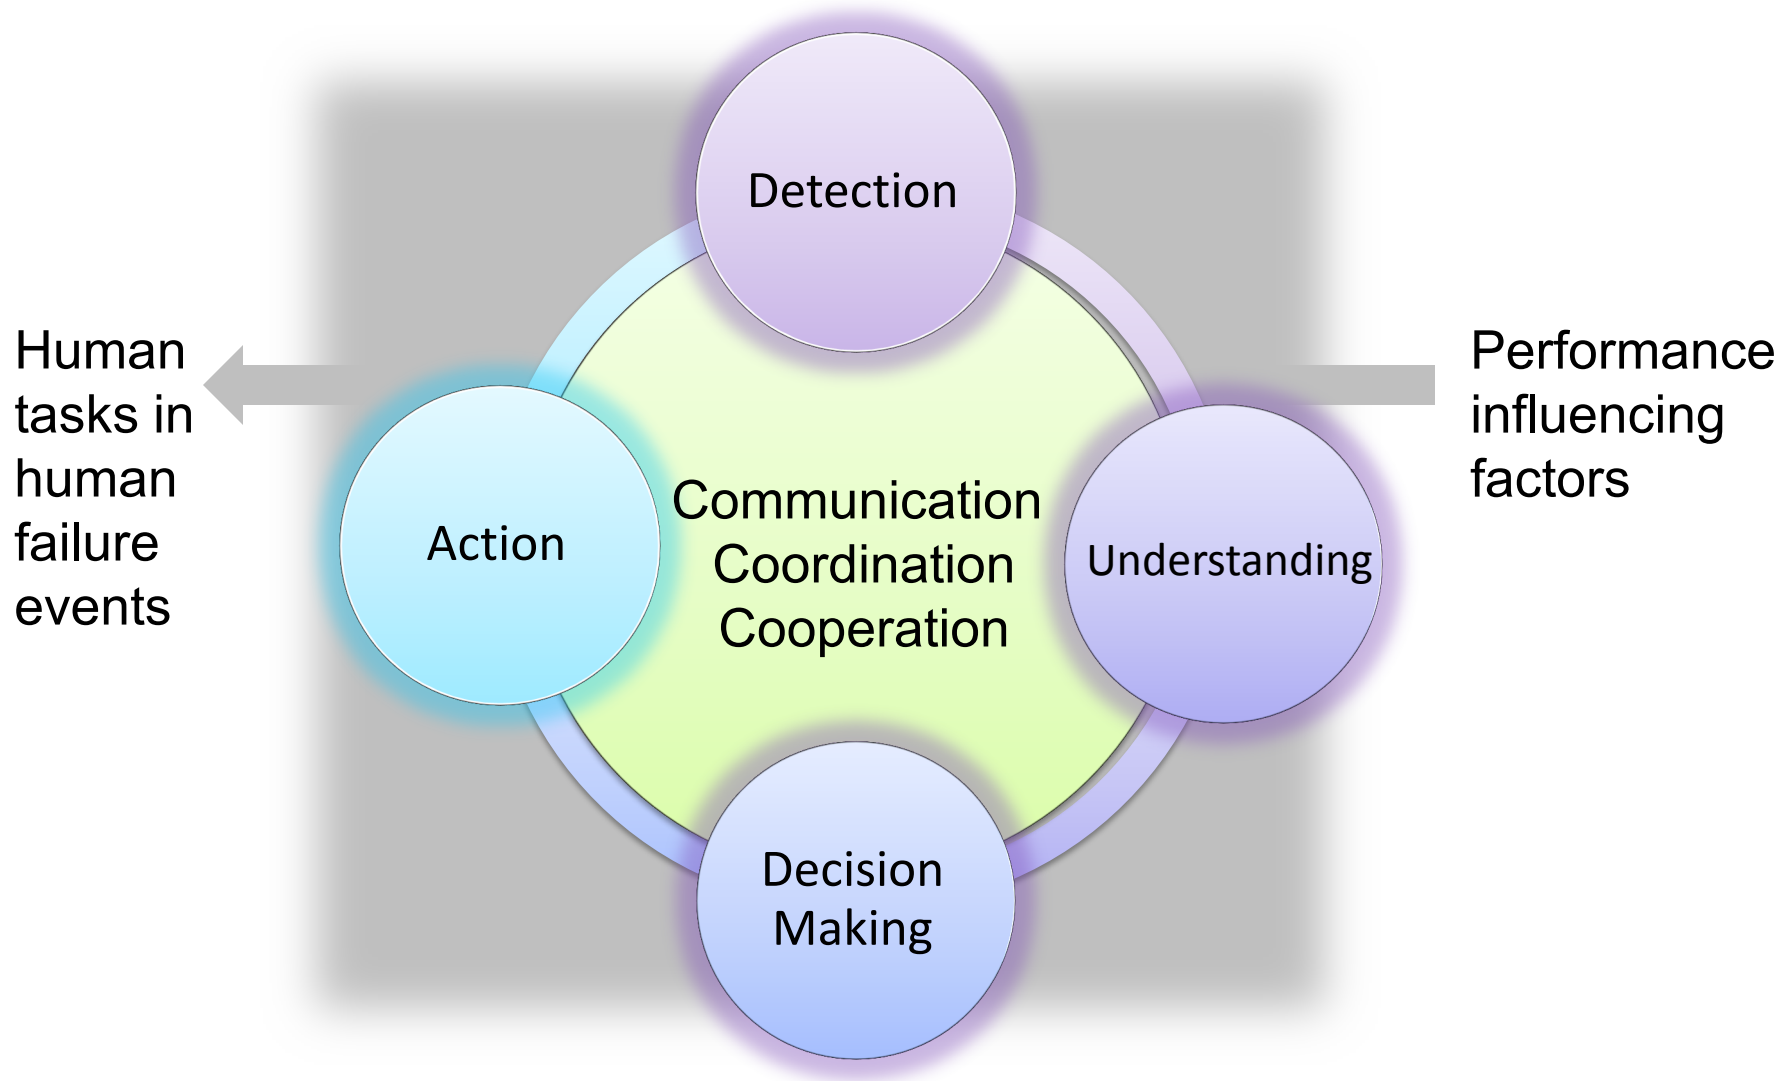 Detection
Human
tasks in
human
failure
events
Performance
influencing
factors
Action
Communication
Coordination
Cooperation
Understanding
Decision
Making